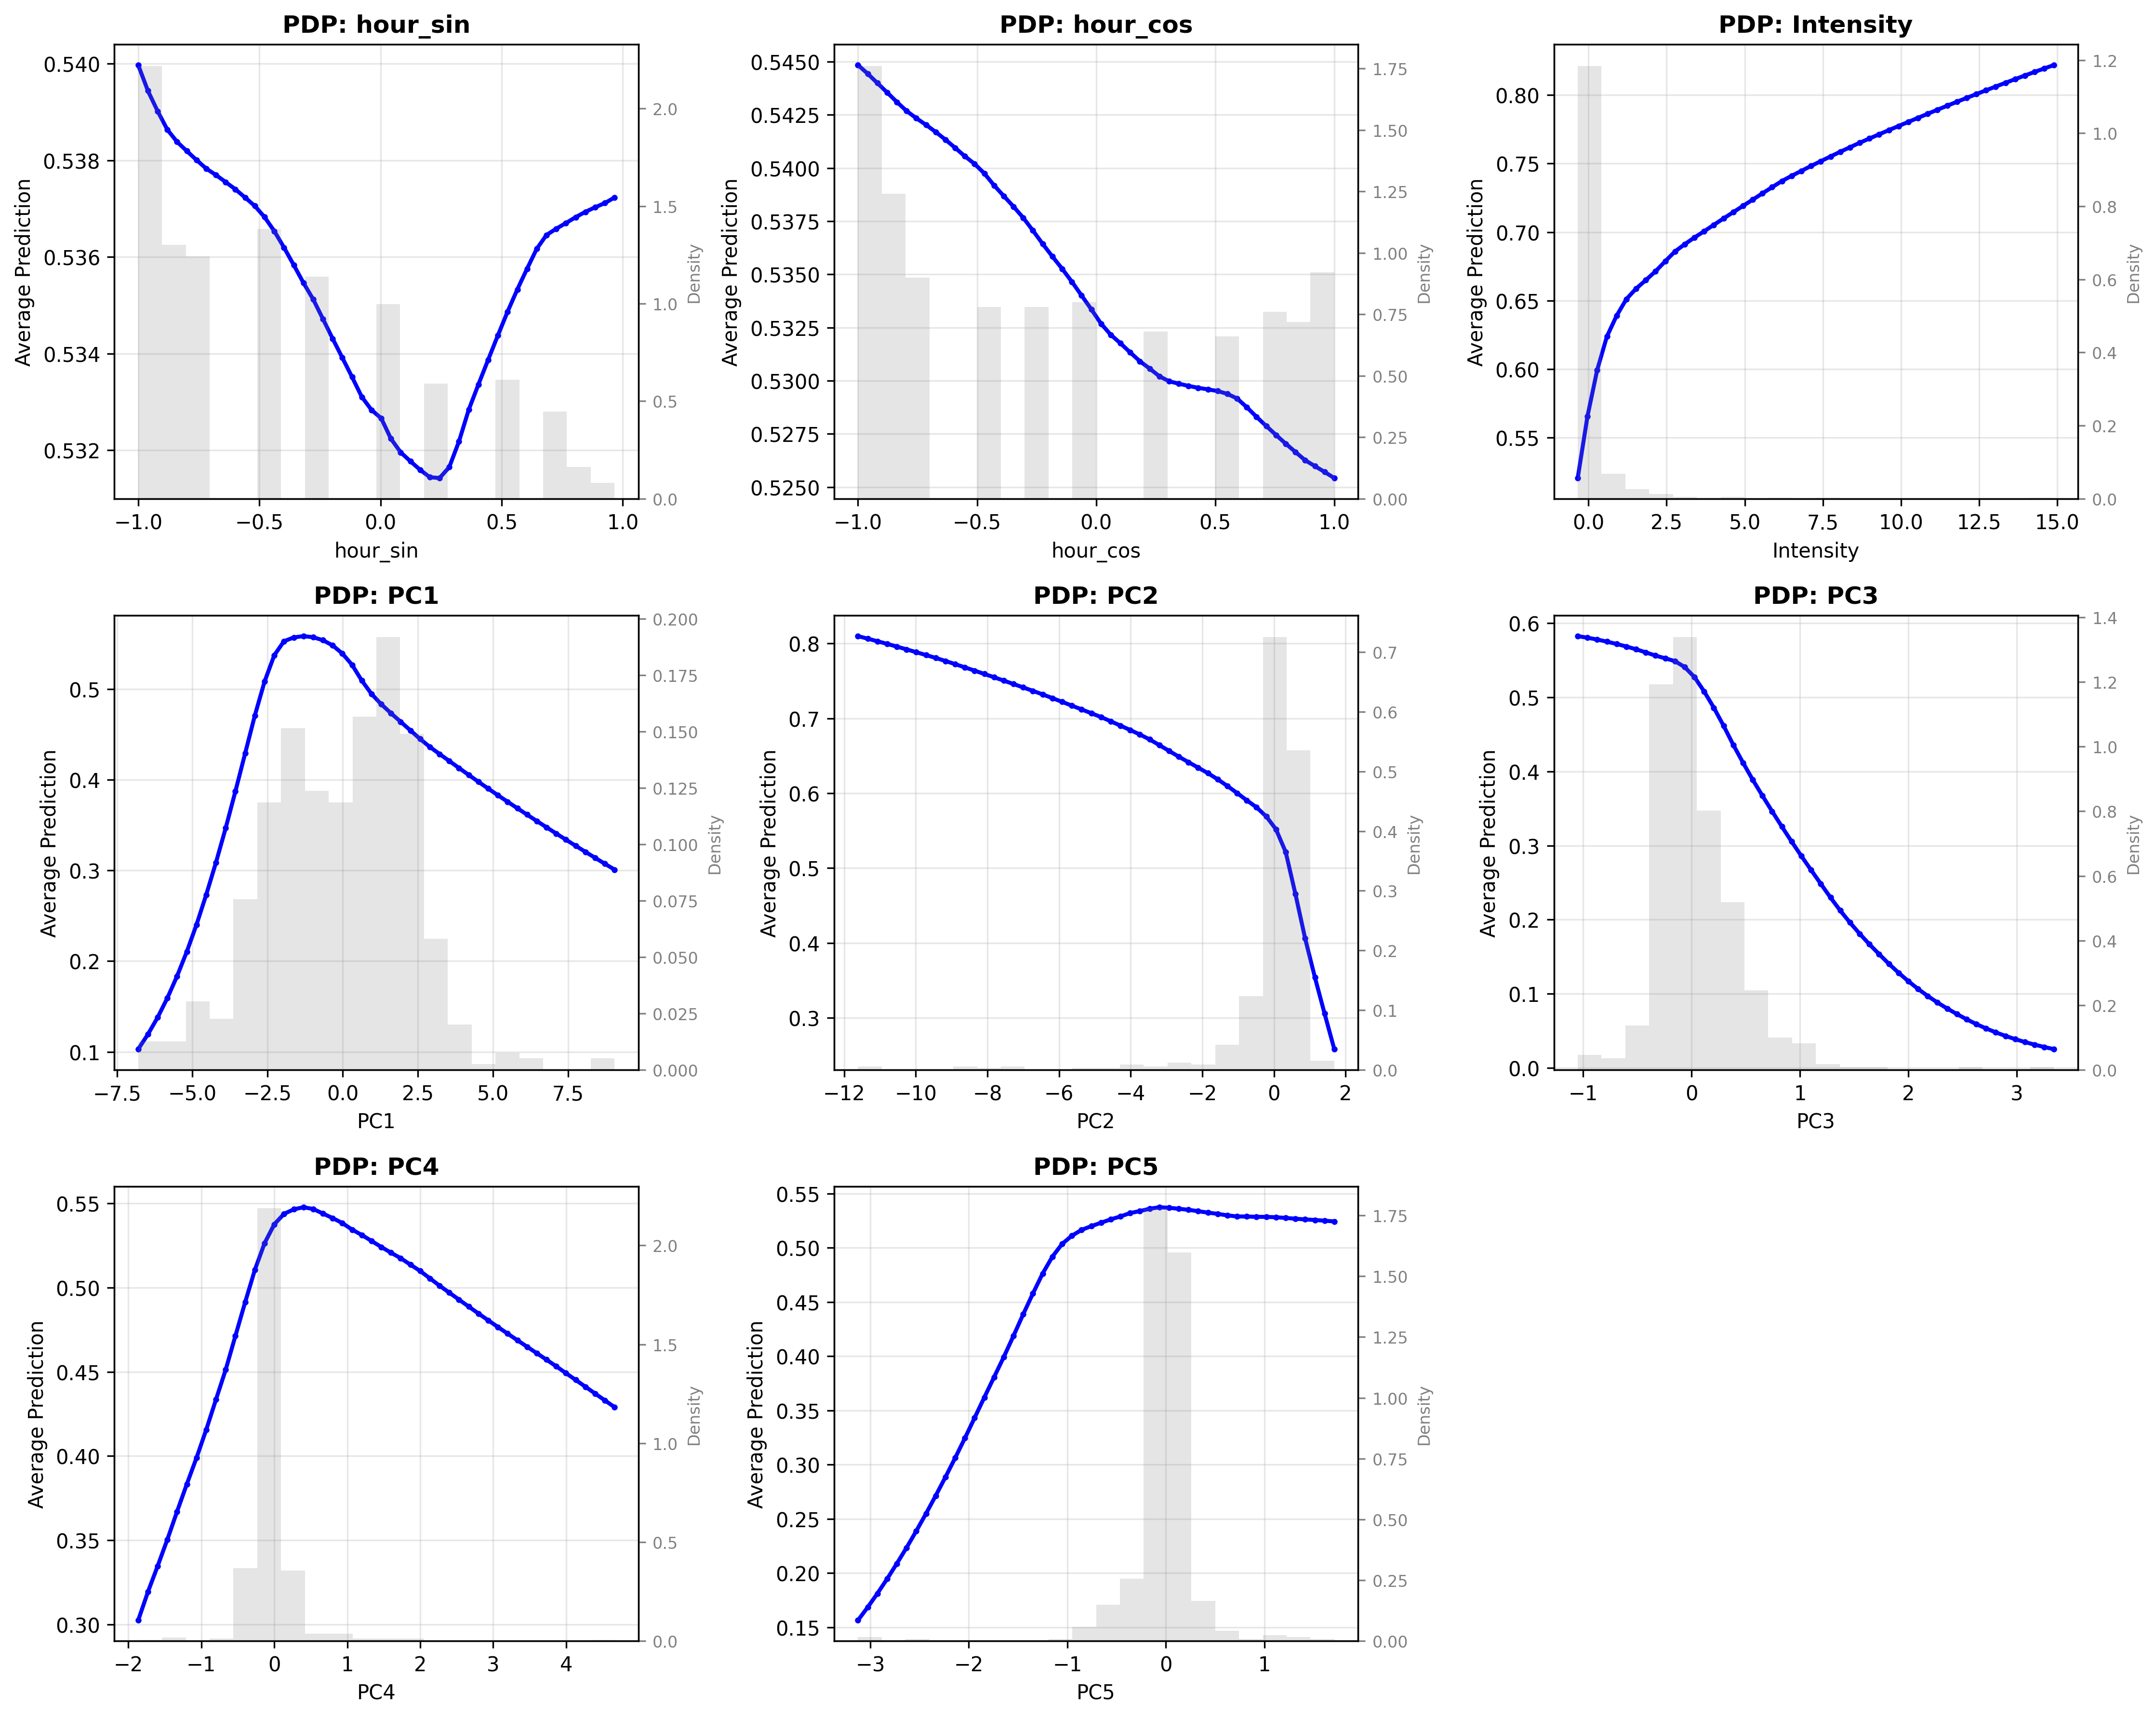 PDP: hour_sin
0.540
0.538
0.536
0.534
0.532
Average Prediction
2.0
1.5
1.0
0.5
0.0
Density
−1.0 −0.5 0.0 0.5 1.0
hour_sin
PDP: hour_cos
0.5450
0.5425
0.5400
0.5375
0.5350
0.5325
0.5300
0.5275
0.5250
Average Prediction
1.75
1.50
1.25
1.00
0.75
0.50
0.25
0.00
Density
−1.0 −0.5 0.0 0.5 1.0
hour_cos
PDP: Intensity
0.80
0.75
0.70
0.65
0.60
0.55
Average Prediction
1.2
1.0
0.8
0.6
0.4
0.2
0.0
Density
0.0 2.5 5.0 7.5 10.0 12.5 15.0
Intensity
PDP: PC1
0.5
0.4
0.3
0.2
0.1
Average Prediction
0.200
0.175
0.150
0.125
0.100
0.075
0.050
0.025
0.000
Density
−7.5 −5.0 −2.5 0.0 2.5 5.0 7.5
PC1
PDP: PC2
0.8
0.7
0.6
0.5
0.4
0.3
Average Prediction
0.7
0.6
0.5
0.4
0.3
0.2
0.1
0.0
Density
−12 −10 −8 −6 −4 −2 0 2
PC2
PDP: PC3
0.6
0.5
0.4
0.3
0.2
0.1
0.0
Average Prediction
1.4
1.2
1.0
0.8
0.6
0.4
0.2
0.0
Density
−1 0 1 2 3
PC3
PDP: PC4
0.55
0.50
0.45
0.40
0.35
0.30
Average Prediction
2.0
1.5
1.0
0.5
0.0
Density
−2 −1 0 1 2 3 4
PC4
PDP: PC5
0.55
0.50
0.45
0.40
0.35
0.30
0.25
0.20
0.15
Average Prediction
1.75
1.50
1.25
1.00
0.75
0.50
0.25
0.00
Density
−3 −2 −1 0 1
PC5